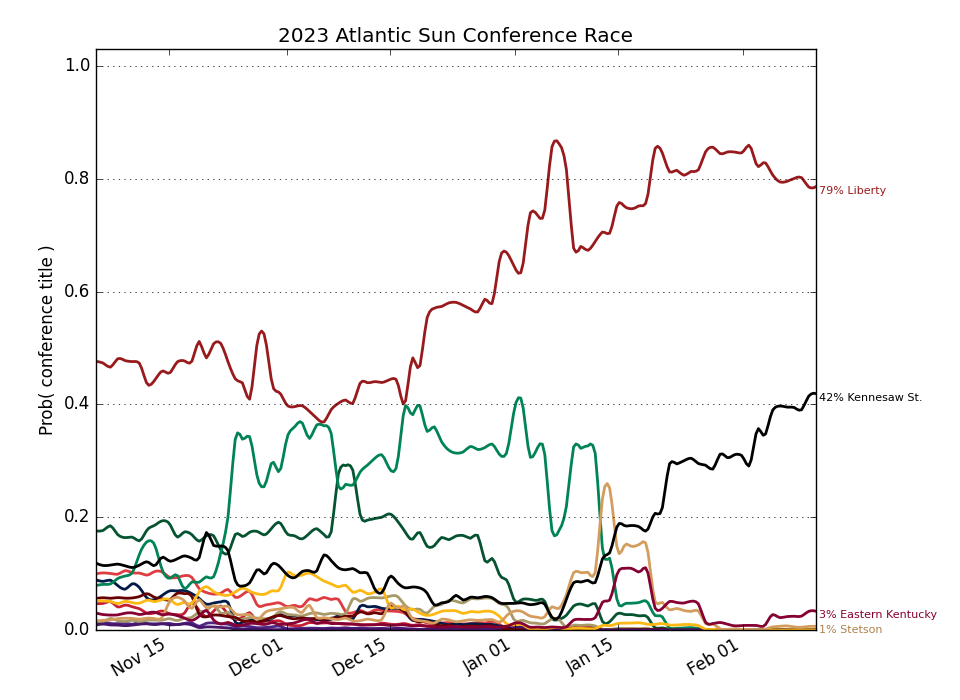 2023 Atlantic Sun Conference Race
Prob( conference title )
1.0
0.8
0.6
0.4
0.2
0.0
79% Liberty
42% Kennesaw St.
3% Eastern Kentucky
1% Stetson
Nov 15
Dec 01
Dec 15
Jan 01
Jan 15
Feb 01